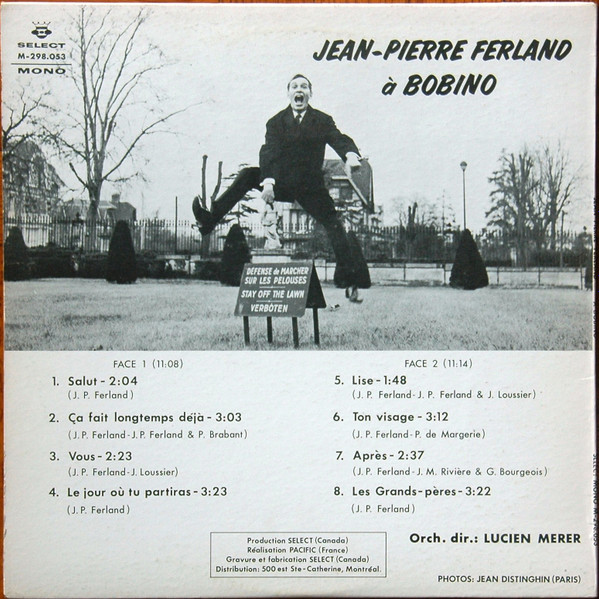 SELECT
M-298.053
MONO
JEAN-PIERRE FERLAND
à BOBINO
DEFENSE de MARCHER
SUR LES PELOUSES
STAY OFF THE LAWN
VERBOTEN
FACE 1 (11:08)
1. Salut - 2:04
(J. P. Ferland)
2. Ça fait longtemps déjà - 3:03
(J. P. Ferland - J.P. Ferland & P. Brabant)
3. Vous - 2:23
(J. P. Ferland - J. Loussier)
4. Le jour où tu partiras - 3:23
(J.P. Ferland)
FACE 2 (11:14)
5. Lise - 1:48
(J. P. Ferland - J. P. Ferland & J. Loussier)
6. Ton visage - 3:12
(J. P. Ferland - P. de Margerie)
7. Après - 2:37
(J. P. Ferland - J. M. Rivière & G. Bourgeois)
8. Les Grands-pères - 3:22
(J. P. Ferland)
Orch. dir.: LUCIEN MERER
Production SELECT (Canada)
Réalisation PACIFIC (France)
Gravure et fabrication SELECT (Canada)
Distribution: 500 est Ste-Catherine, Montréal.
PHOTOS: JEAN DISTINGHIN (PARIS)